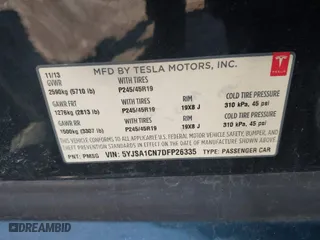 11/13
MFD BY TESLA MOTORS, INC.
GVWR
2590kg (5710 lb)
WITH TIRES
P245/45R19
TESLA
GAWR FRT
1276kg (2813 lb)
WITH TIRES
P245/45R19
RIM
19X8 J
COLD TIRE PRESSURE
310 kPa, 45 psi
GAWR RR
1500kg (3307 lb)
WITH TIRES
P245/45R19
RIM
19X8 J
COLD TIRE PRESSURE
310 kPa, 45 psi
THIS VEHICLE CONFORMS TO ALL APPLICABLE FEDERAL MOTOR VEHICLE SAFETY, BUMPER, AND
THEFT PREVENTION STANDARDS IN EFFECT ON THE DATE OF MANUFACTURE SHOWN ABOVE.
PNT: PMSG
VIN: 5YJSA1CN7DFP26335
TYPE: PASSENGER CAR